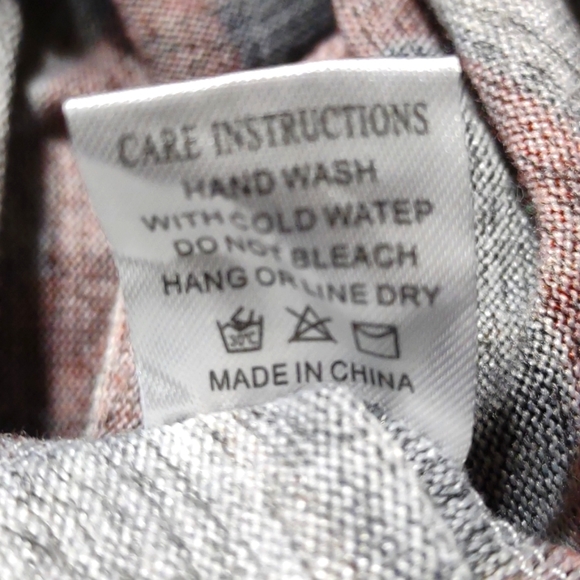 CARE INSTRUCTIONS
HAND WASH
WITH COLD WATEP
DO NOT BLEACH
HANG OR LINE DRY
30℃
MADE IN CHINA